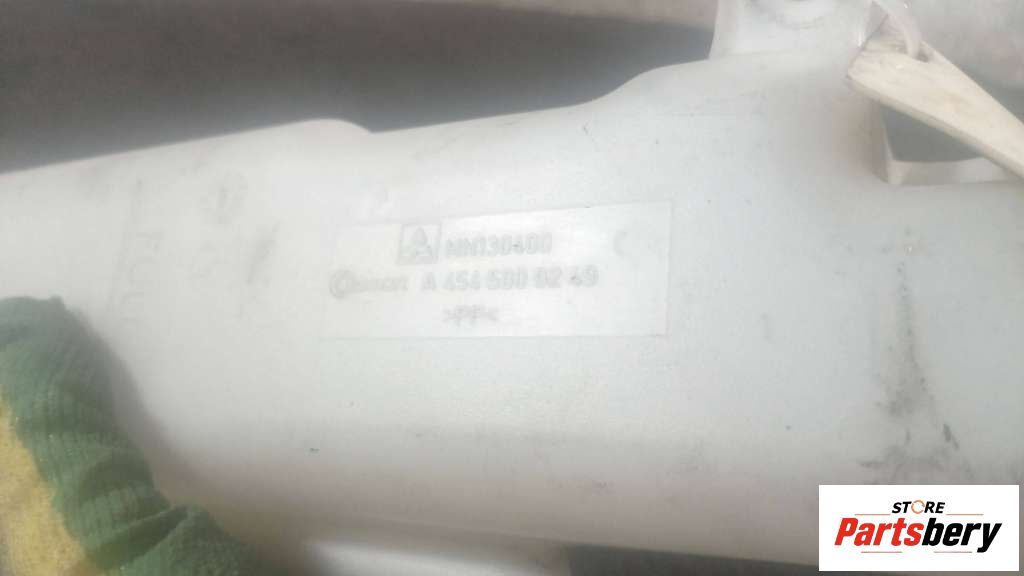 MN130400
A 454 500 02 49
>PP<
STORE
Partsbery